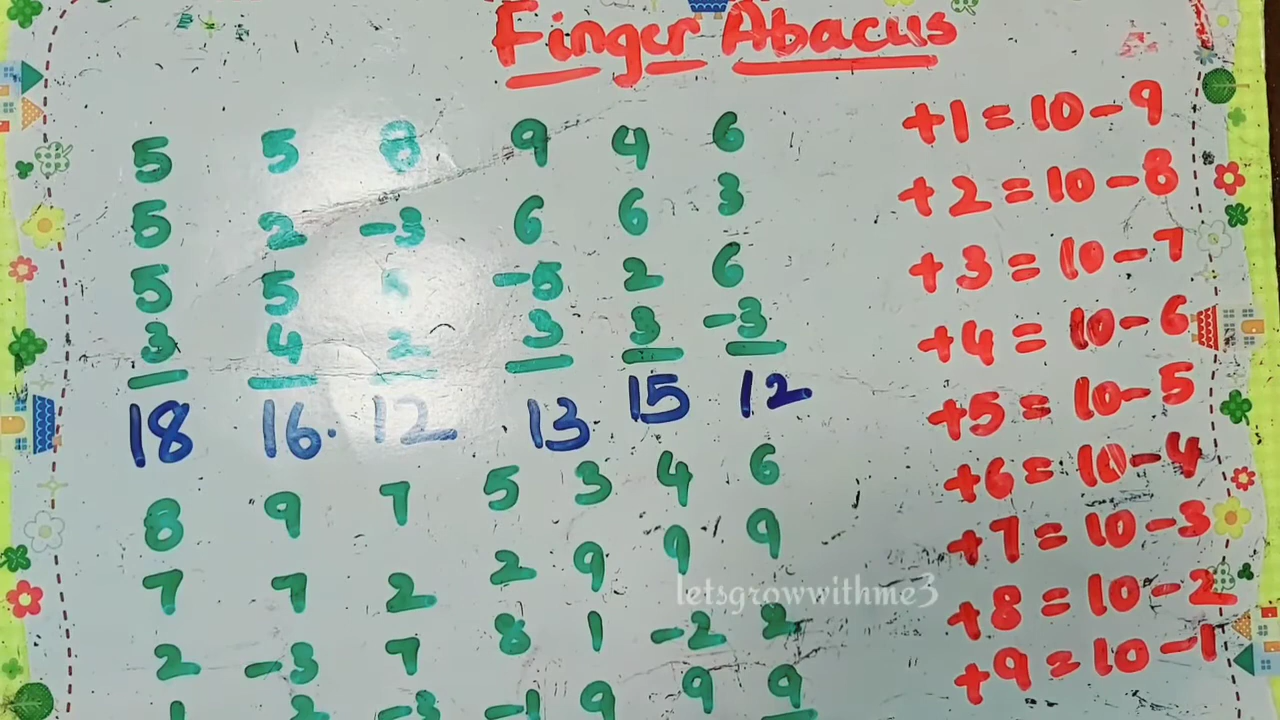 Finger Abacus
5 5 8 9 4 6
5 2 -3 6 6 3
5 5 -5 2 6
3 4 2 3 3 -3
18 16. 12 13 15 12
8 9 7 5 3 4 6
7 7 2 2 9 9 9
2 -3 7 8 1 -2 2
1 -3 -1 9 9 9
+1=10-9
+2=10-8
+3=10-7
+4=10-6
+5=10-5
+6=10-4
+7=10-3
+8=10-2
+9=10-1
letsgrowwithme3